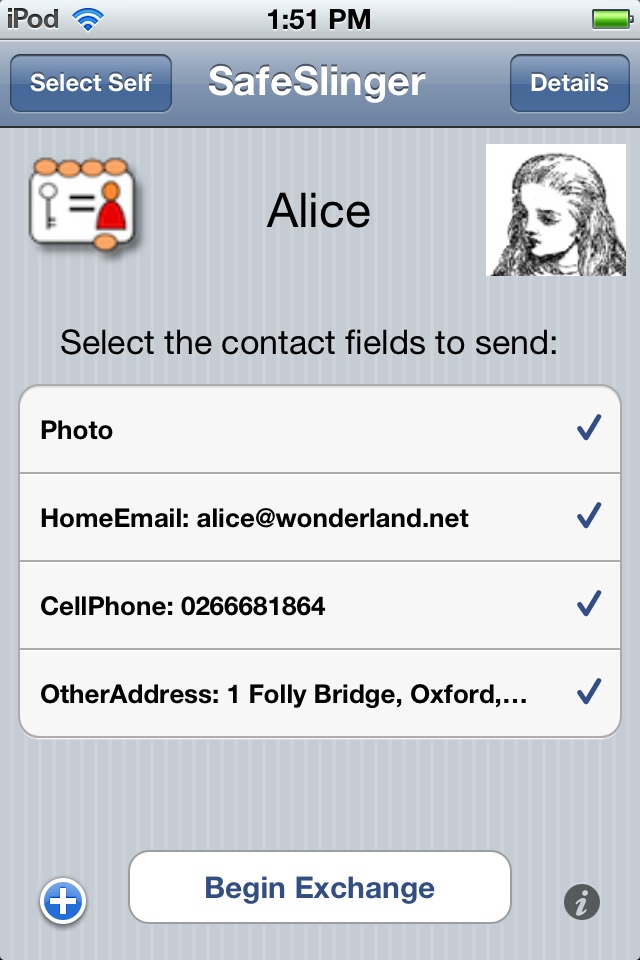 iPod 1:51 PM
Select Self SafeSlinger Details
=
Alice
Select the contact fields to send:
Photo
HomeEmail: alice@wonderland.net
CellPhone: 0266681864
OtherAddress: 1 Folly Bridge, Oxford,...
Begin Exchange
i